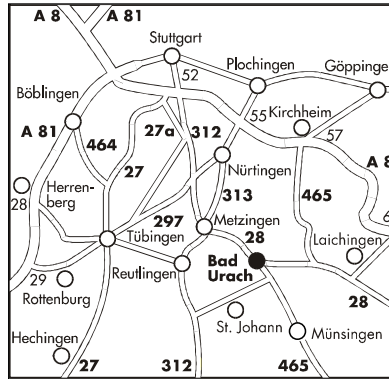 A 8
A 81
Stuttgart
52
Plochingen
Göppinge
Böblingen
55
Kirchheim
A 81
464
27a
312
57
27
Nürtingen
A 8
28
Herren-
berg
313
465
6
297
Metzingen
Tübingen
28
Laichingen
29
Reutlingen
Bad
Urach
Rottenburg
28
St. Johann
Münsingen
Hechingen
27
312
465